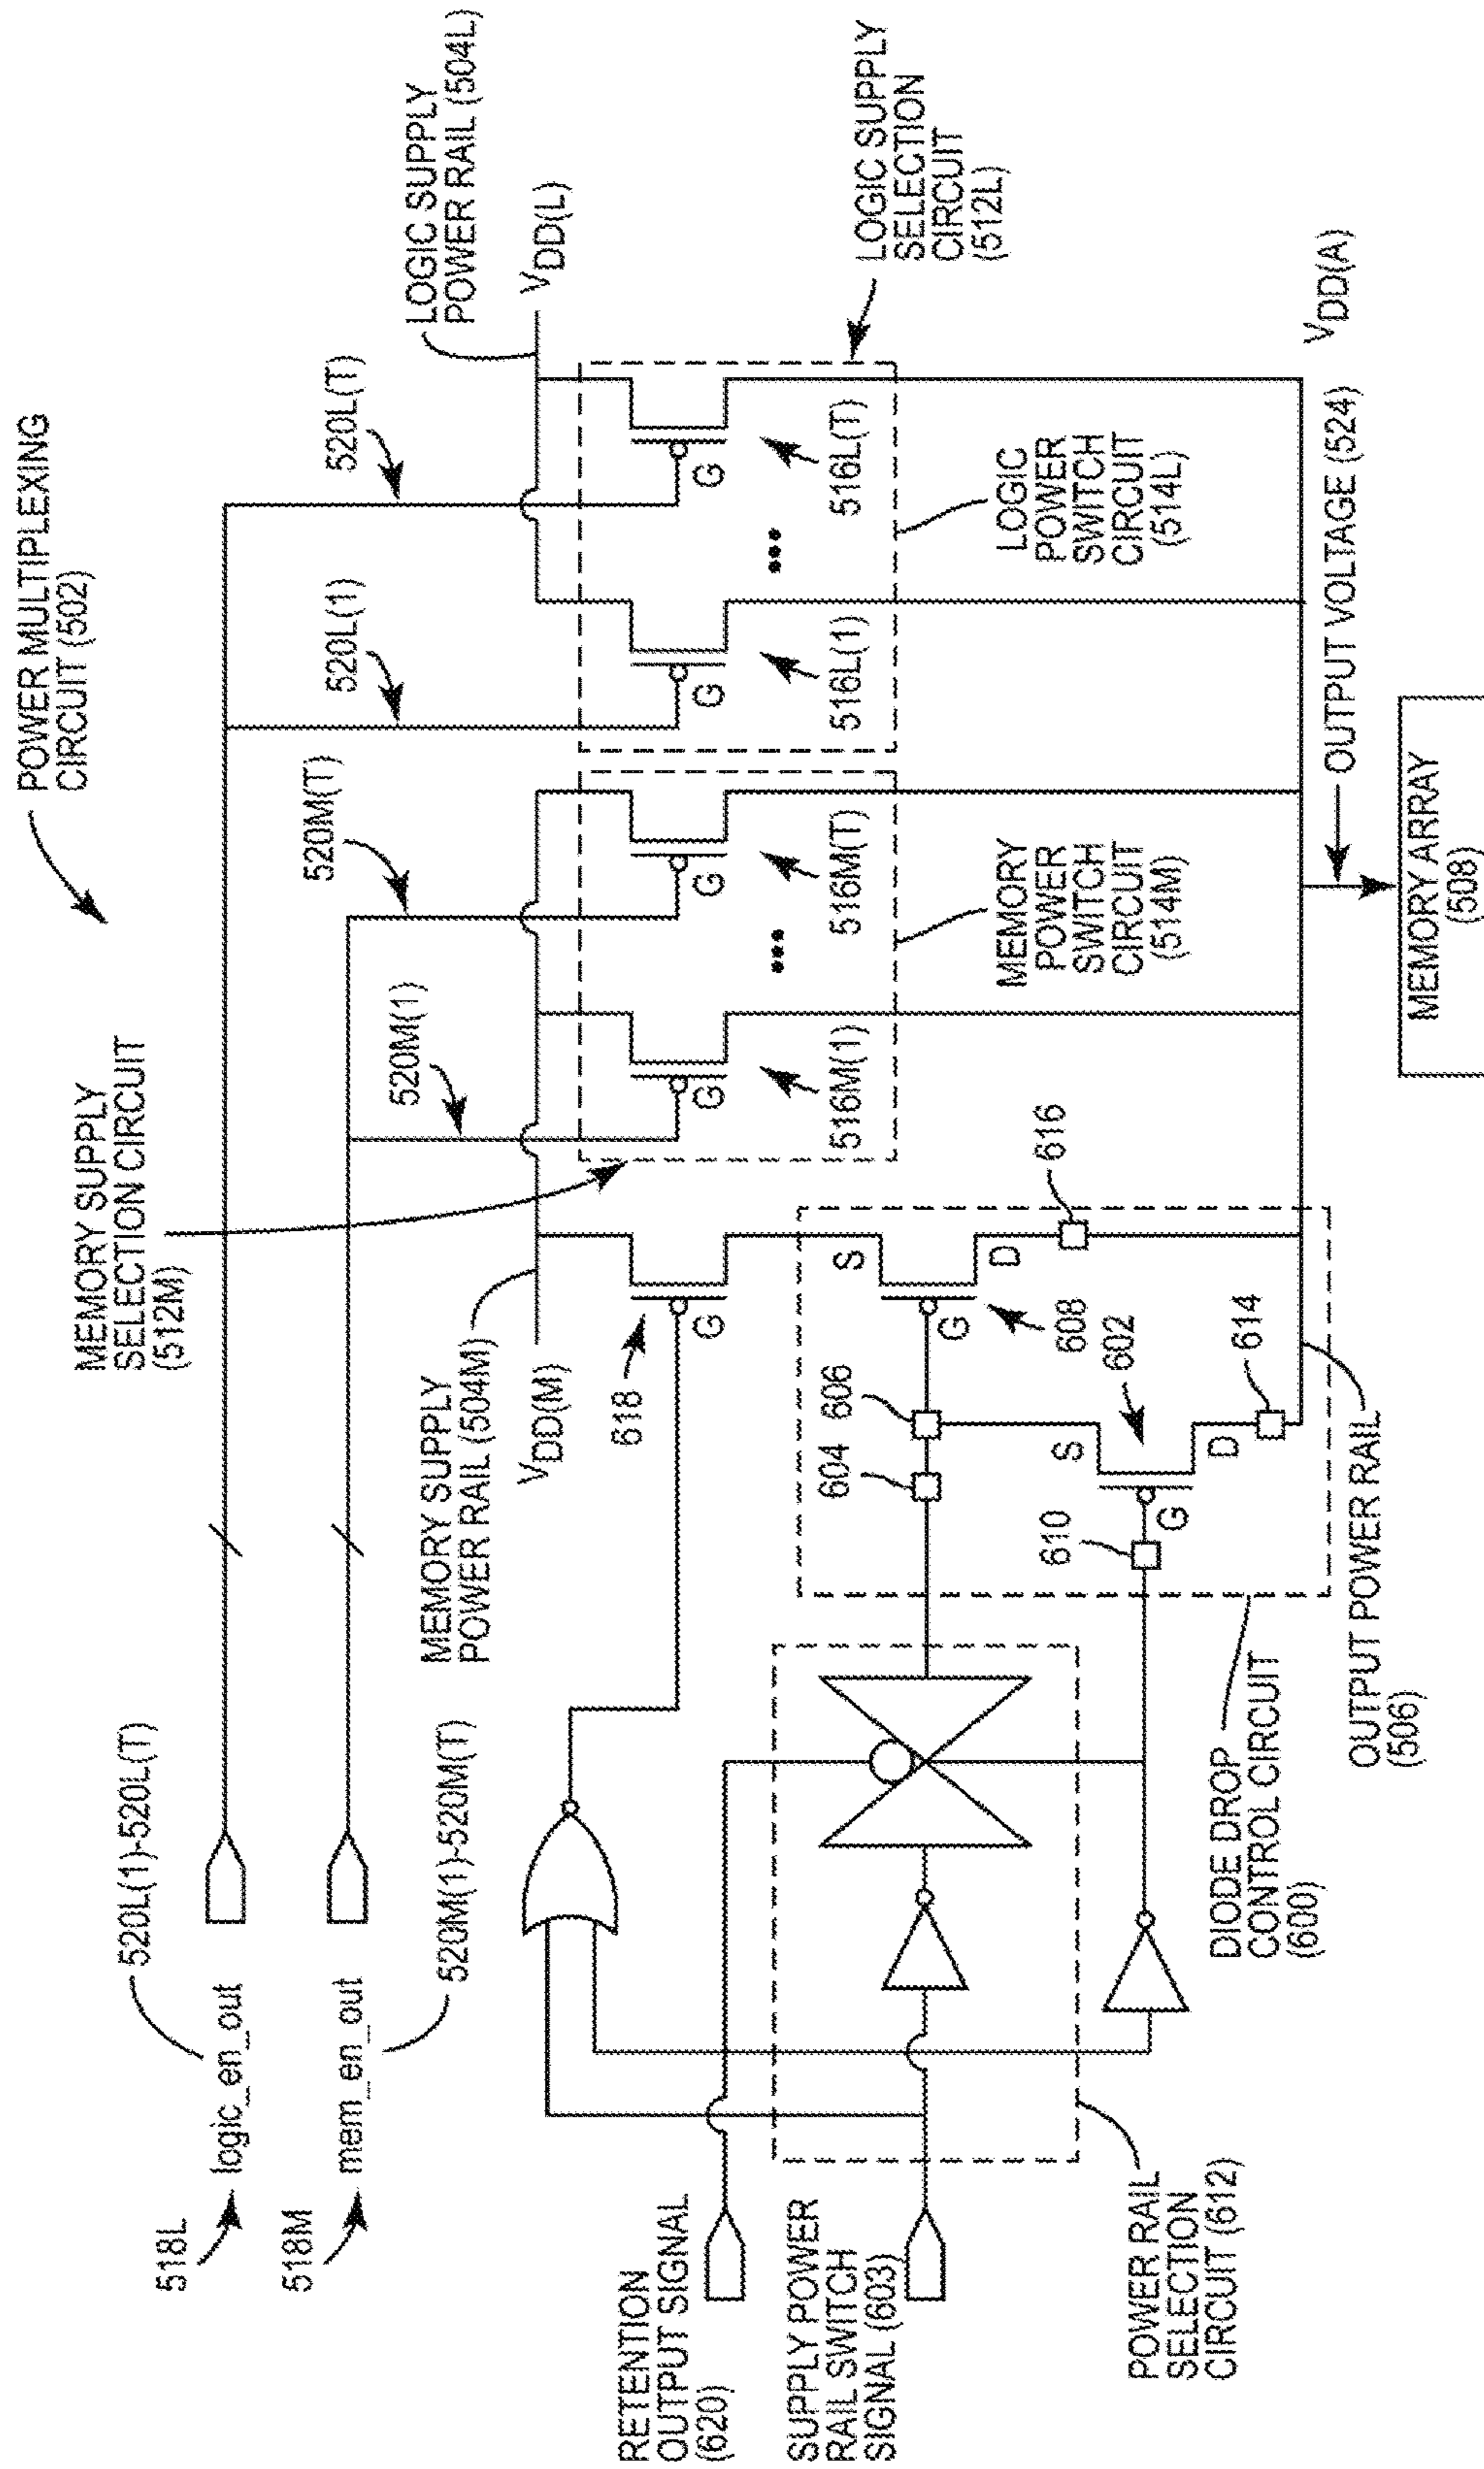 POWER MULTIPLEXING
CIRCUIT (502)
MEMORY SUPPLY
SELECTION CIRCUIT
(512M)
520L(1)-520L(T)
518L
logic_en_out
518M
mem_en_out
520M(1)-520M(T)
520L(1)
520L(T)
520M(1)
520M(T)
LOGIC SUPPLY
POWER RAIL (504L)
VDD(L)
MEMORY SUPPLY
POWER RAIL (504M)
VDD(M)
618
G
G
G
G
G
516M(1)
516M(T)
516L(1)
516L(T)
•••
•••
LOGIC SUPPLY
SELECTION
CIRCUIT
(512L)
RETENTION
OUTPUT SIGNAL
(620)
SUPPLY POWER
RAIL SWITCH
SIGNAL (603)
POWER RAIL
SELECTION
CIRCUIT (612)
604
606
S
G
D
608
616
602
610
S
G
D
614
MEMORY
POWER
SWITCH
CIRCUIT
(514M)
LOGIC
POWER
SWITCH
CIRCUIT
(514L)
DIODE DROP
CONTROL CIRCUIT
(600)
OUTPUT POWER RAIL
(506)
OUTPUT VOLTAGE (524)
VDD(A)
MEMORY ARRAY
(508)